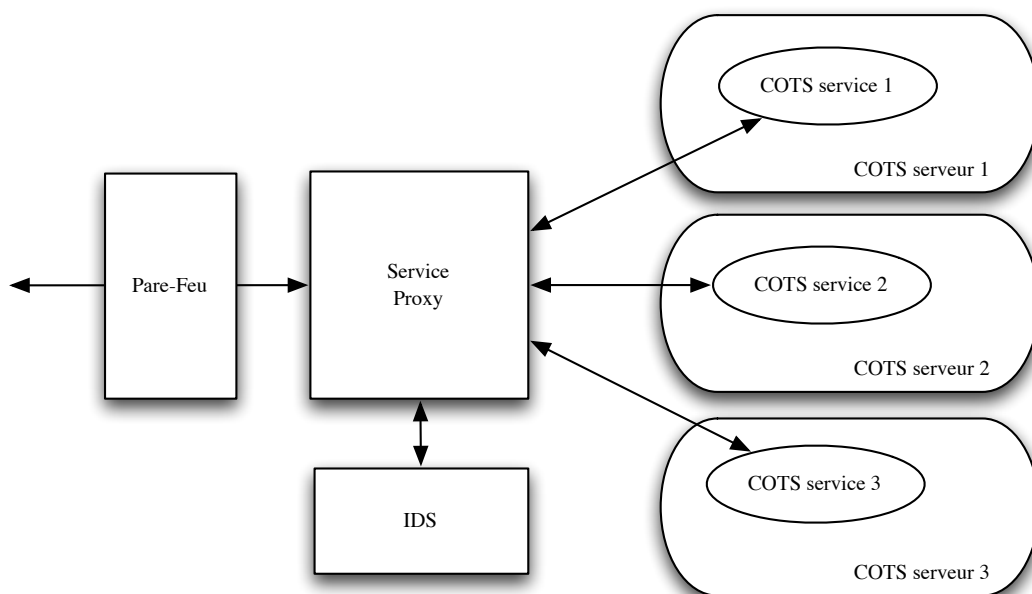 COTS service 1
COTS serveur 1
Pare-Feu
Service
Proxy
COTS service 2
COTS serveur 2
IDS
COTS service 3
COTS serveur 3